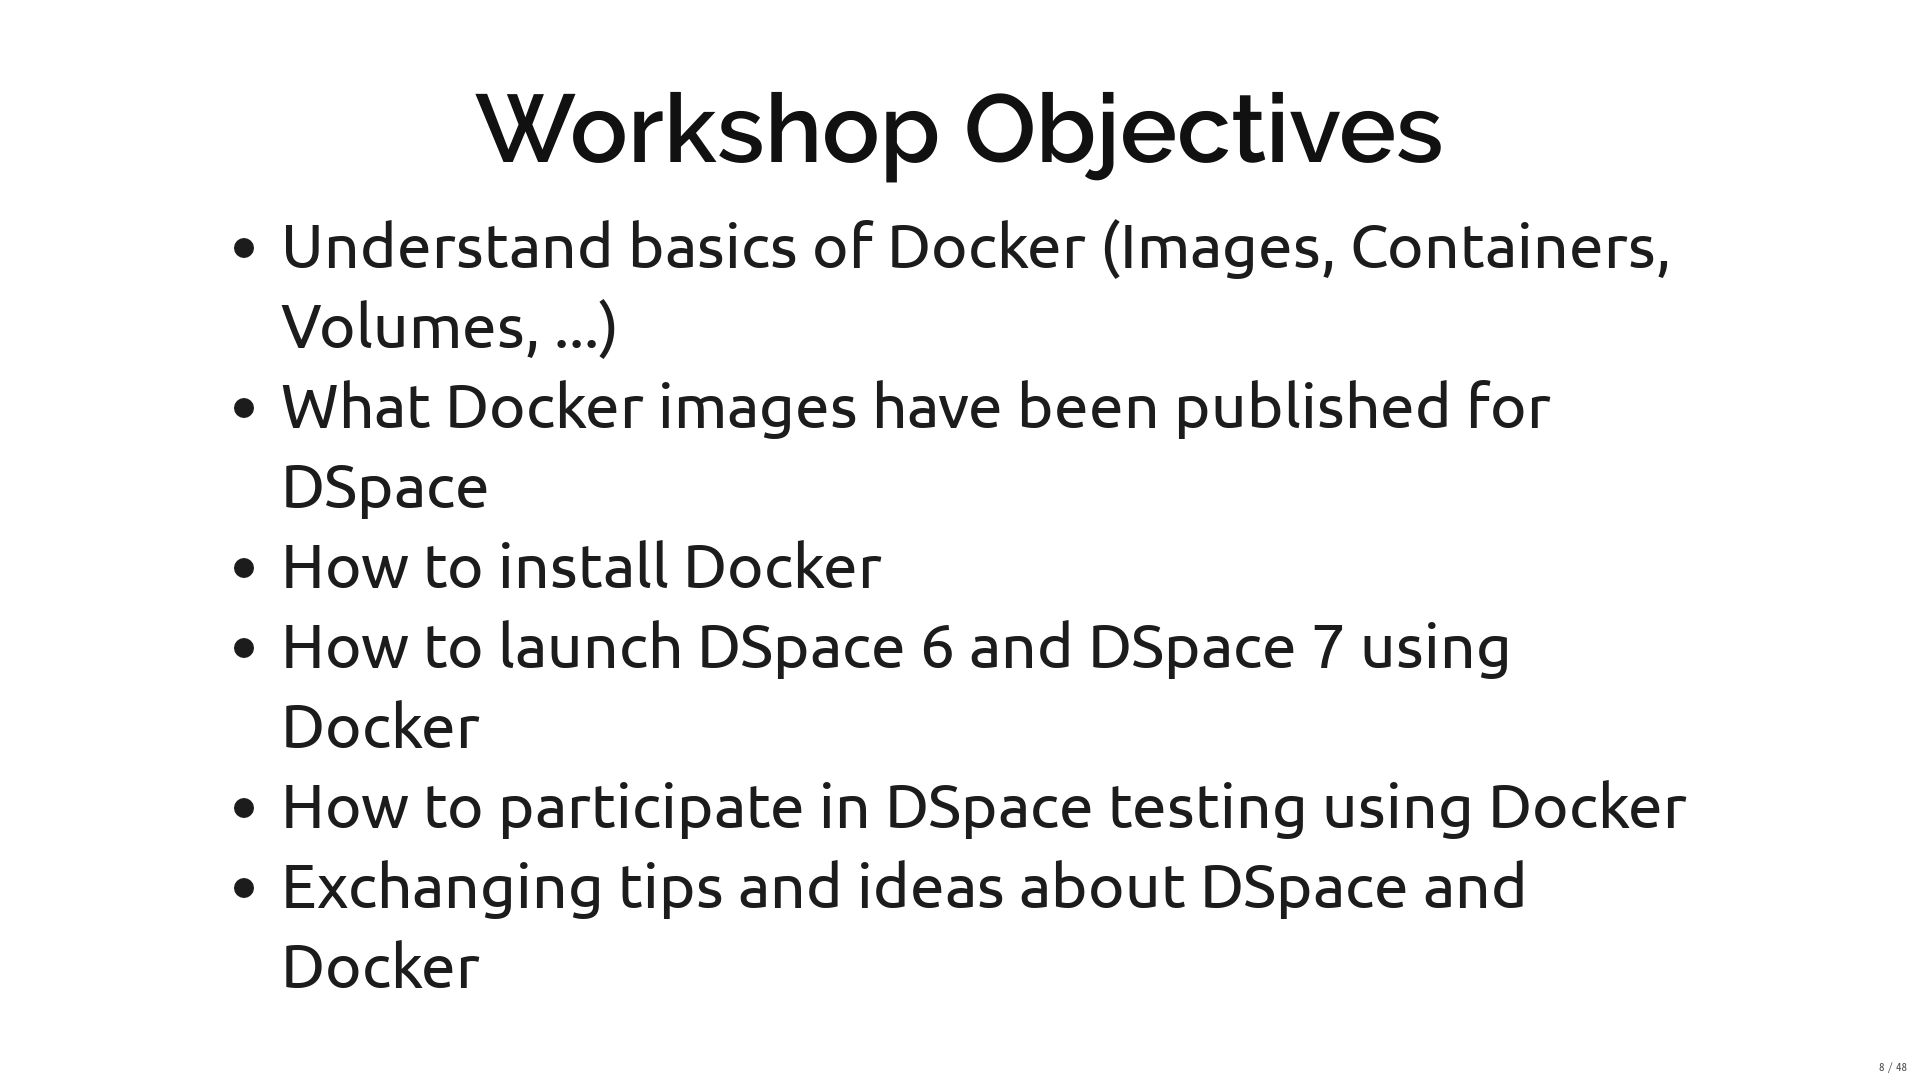 Workshop Objectives
• Understand basics of Docker (Images, Containers,
Volumes, ...)
• What Docker images have been published for
DSpace
• How to install Docker
• How to launch DSpace 6 and DSpace 7 using
Docker
• How to participate in DSpace testing using Docker
• Exchanging tips and ideas about DSpace and
Docker
8 / 48